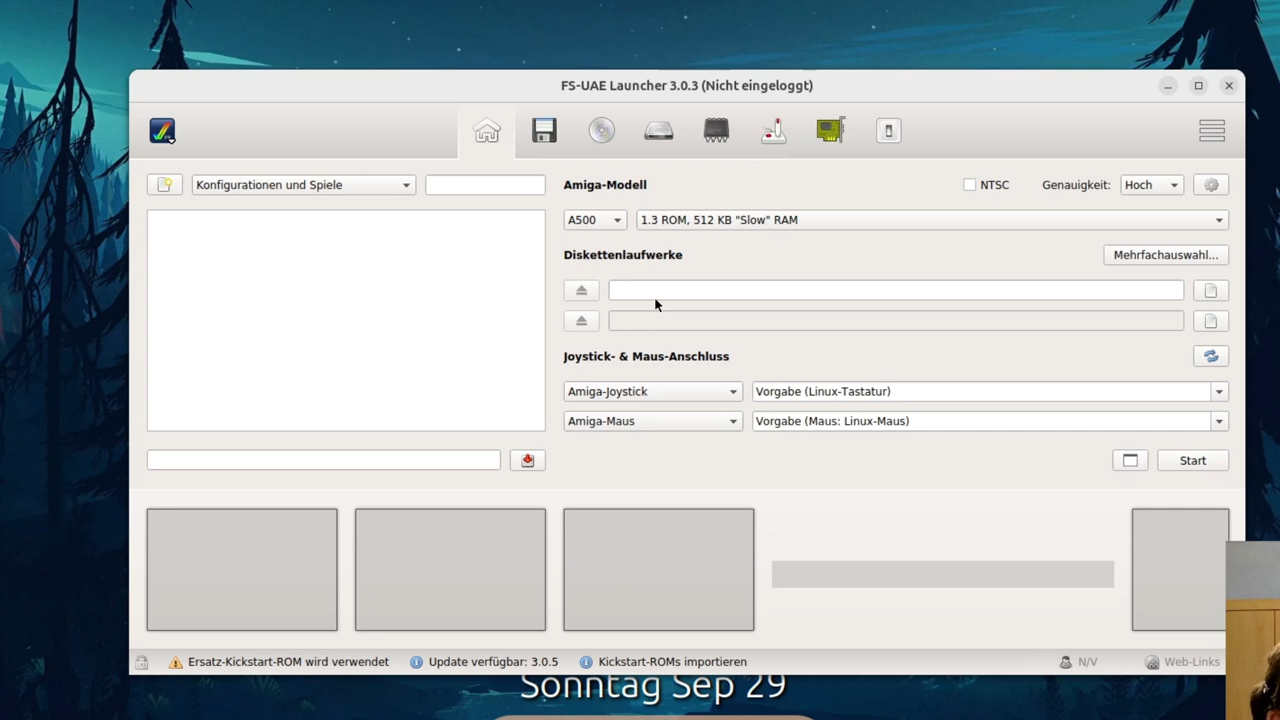 FS-UAE Launcher 3.0.3 (Nicht eingeloggt)
Konfigurationen und Spiele
Amiga-Modell
NTSC
Genauigkeit:
Hoch
A500
1.3 ROM, 512 KB "Slow" RAM
Diskettenlaufwerke
Mehrfachauswahl...
Joystick- & Maus-Anschluss
Amiga-Joystick
Vorgabe (Linux-Tastatur)
Amiga-Maus
Vorgabe (Maus: Linux-Maus)
Start
Ersatz-Kickstart-ROM wird verwendet
Update verfügbar: 3.0.5
Kickstart-ROMs importieren
N/V
Web-Links
Sonntag Sep 29